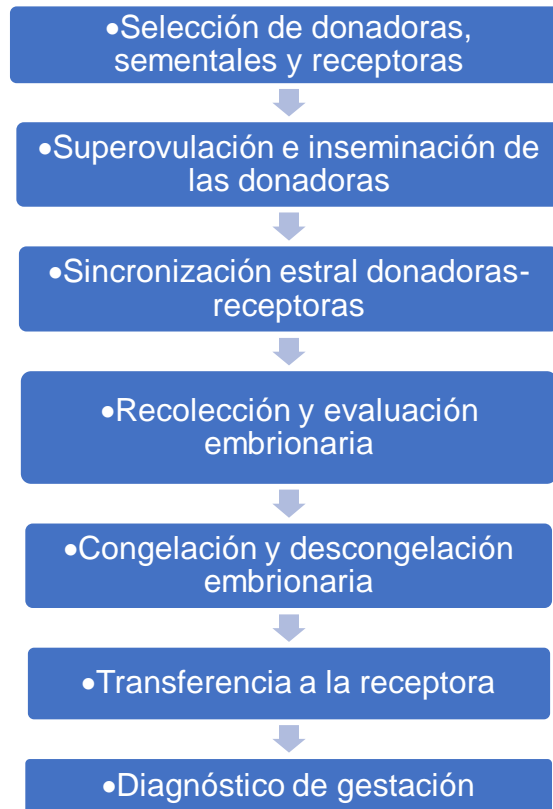 •Selección de donadoras,
sementales y receptoras
•Superovulación e inseminación de
las donadoras
•Sincronización estral donadoras-
receptoras
•Recolección y evaluación
embrionaria
•Congelación y descongelación
embrionaria
•Transferencia a la receptora
•Diagnóstico de gestación